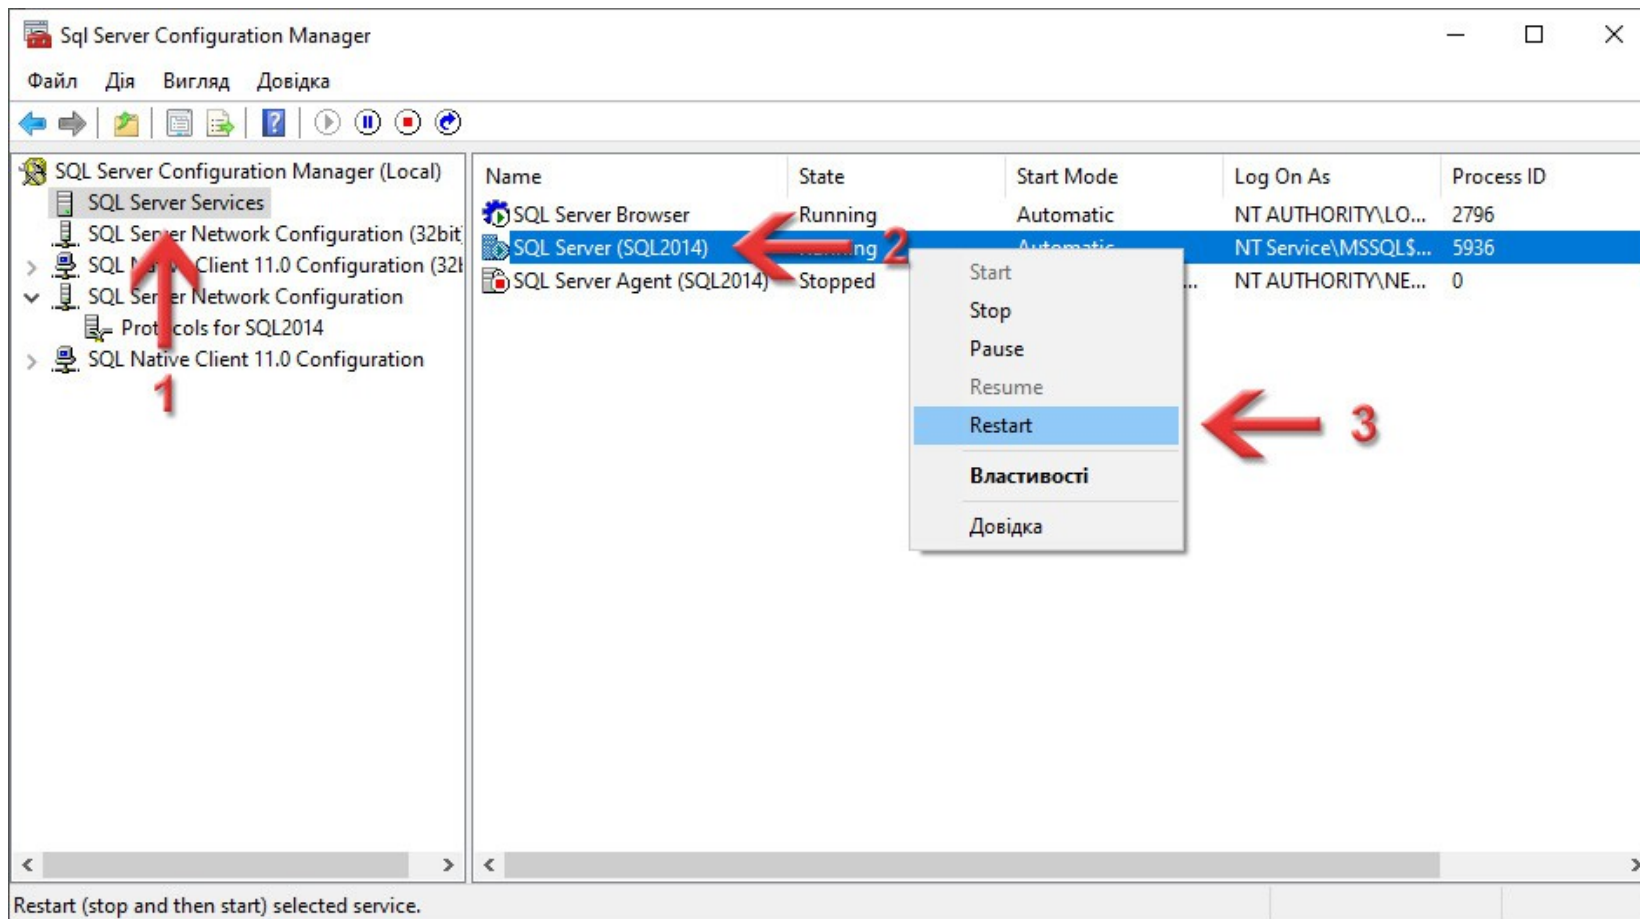 Sql Server Configuration Manager
Файл Дія Вигляд Довідка
SQL Server Configuration Manager (Local)
SQL Server Services
SQL Server Network Configuration (32bit
SQL Native Client 11.0 Configuration (32b
SQL Server Network Configuration
Protocols for SQL2014
SQL Native Client 11.0 Configuration
1
Name State Start Mode Log On As Process ID
SQL Server Browser Running Automatic NT AUTHORITY\LO... 2796
SQL Server (SQL2014) Running Automatic NT Service\MSSQL$... 5936
2
SQL Server Agent (SQL2014) Stopped ... NT AUTHORITY\NE... 0
Start
Stop
Pause
Resume
Restart
3
Властивості
Довідка
Restart (stop and then start) selected service.